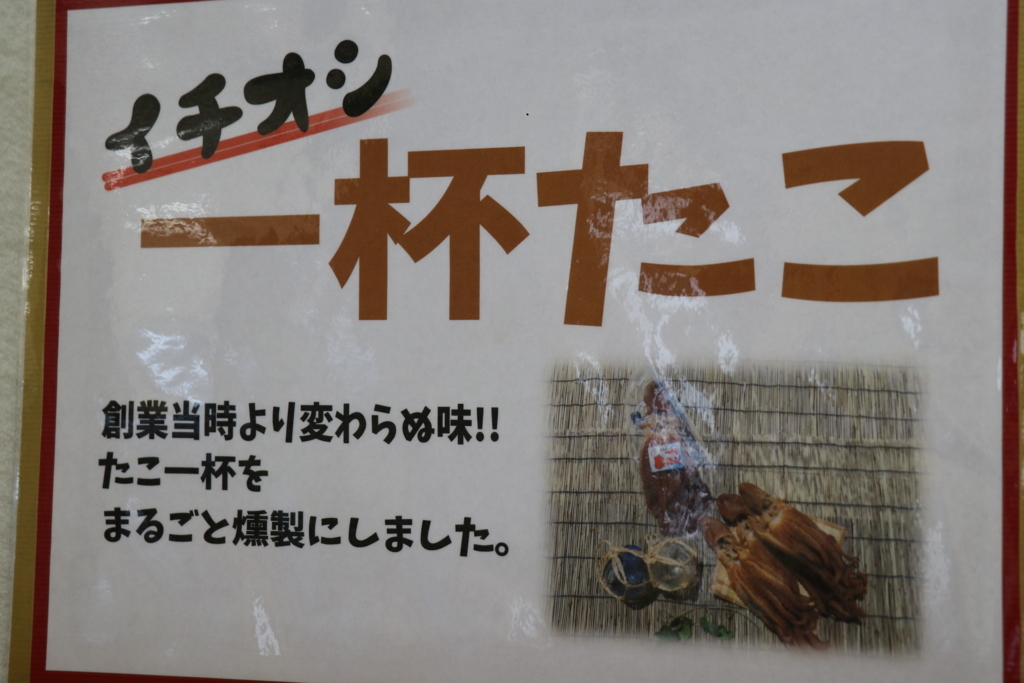 イチオシ
一杯たこ
創業当時より変わらぬ味!!
たこ一杯を
まるごと燻製にしました。